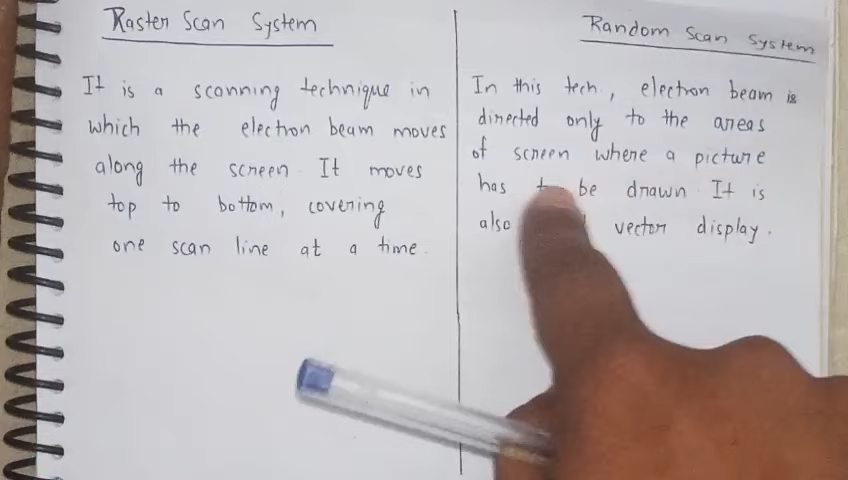 Raster Scan System
It is a scanning technique in
which the electron beam moves
along the screen. It moves
top to bottom, covering
one scan line at a time.
Random Scan System
In this tech, electron beam is
directed only to the areas
of screen where a picture
has to be drawn. It is
also vector display.